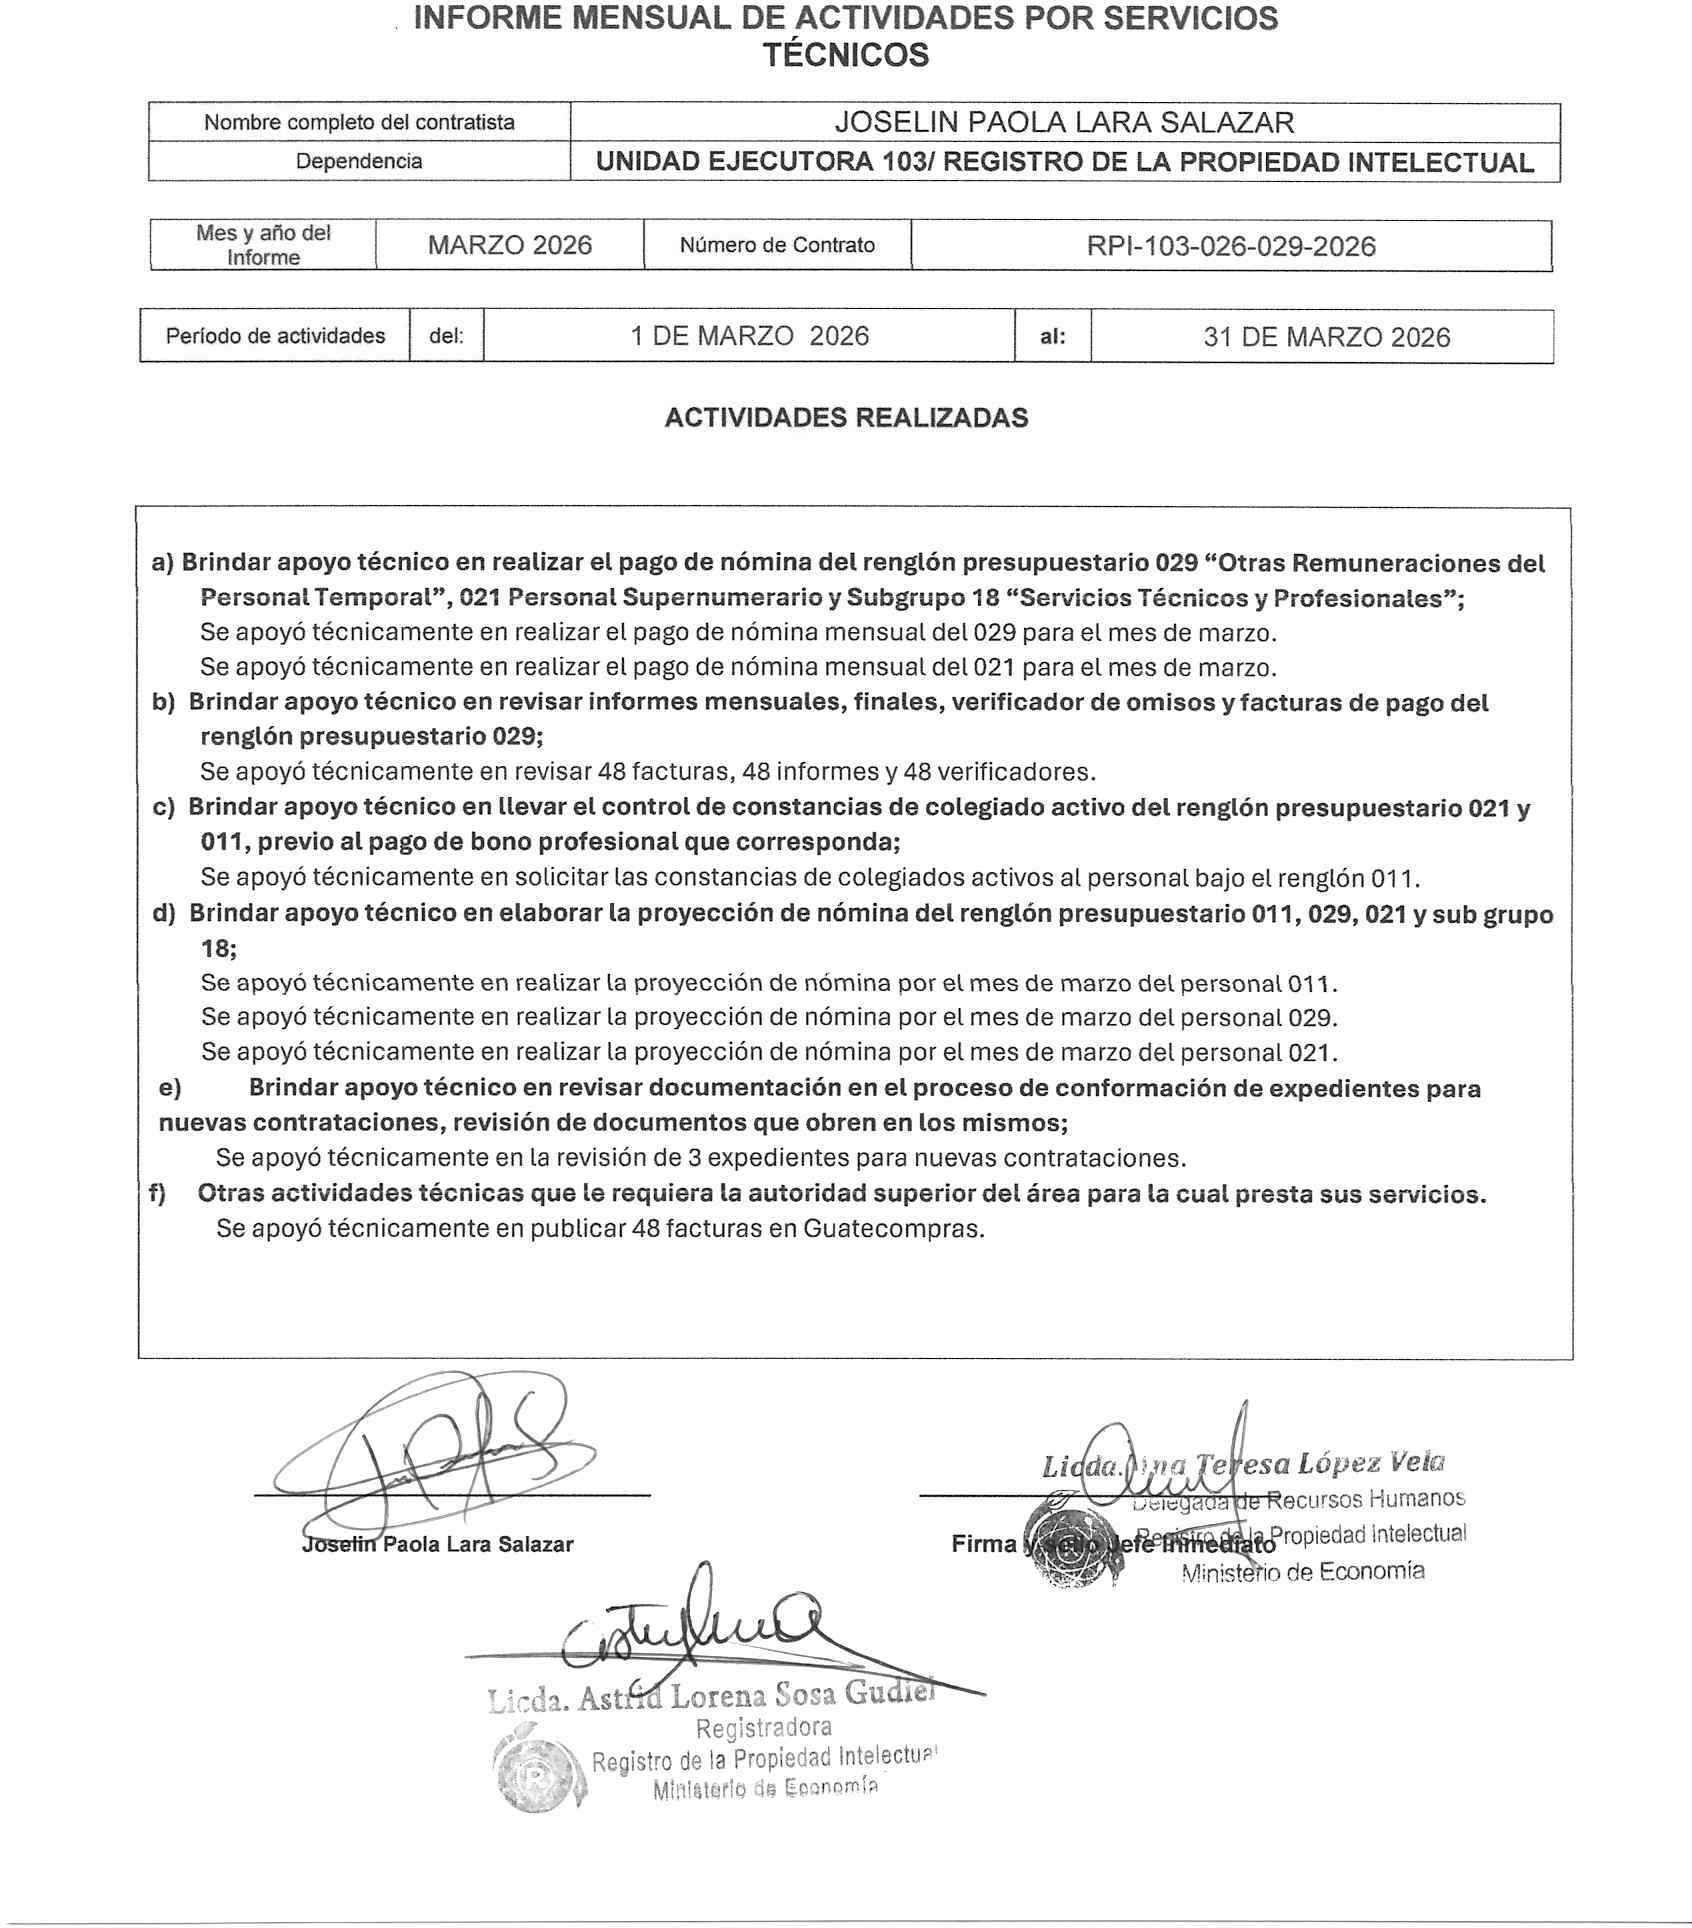 INFORME MENSUAL DE ACTIVIDADES POR SERVICIOS
TÉCNICOS
Nombre completo del contratista JOSELIN PAOLA LARA SALAZAR
Dependencia UNIDAD EJECUTORA 103/ REGISTRO DE LA PROPIEDAD INTELECTUAL
Mes y año del Informe MARZO 2026 Número de Contrato RPI-103-026-029-2026
Período de actividades del: 1 DE MARZO 2026 al: 31 DE MARZO 2026
ACTIVIDADES REALIZADAS
a) Brindar apoyo técnico en realizar el pago de nómina del renglón presupuestario 029 “Otras Remuneraciones del
Personal Temporal”, 021 Personal Supernumerario y Subgrupo 18 “Servicios Técnicos y Profesionales”;
Se apoyó técnicamente en realizar el pago de nómina mensual del 029 para el mes de marzo.
Se apoyó técnicamente en realizar el pago de nómina mensual del 021 para el mes de marzo.
b) Brindar apoyo técnico en revisar informes mensuales, finales, verificador de omisos y facturas de pago del
renglón presupuestario 029;
Se apoyó técnicamente en revisar 48 facturas, 48 informes y 48 verificadores.
c) Brindar apoyo técnico en llevar el control de constancias de colegiado activo del renglón presupuestario 021 y
011, previo al pago de bono profesional que corresponda;
Se apoyó técnicamente en solicitar las constancias de colegiados activos al personal bajo el renglón 011.
d) Brindar apoyo técnico en elaborar la proyección de nómina del renglón presupuestario 011, 029, 021 y sub grupo
18;
Se apoyó técnicamente en realizar la proyección de nómina por el mes de marzo del personal 011.
Se apoyó técnicamente en realizar la proyección de nómina por el mes de marzo del personal 029.
Se apoyó técnicamente en realizar la proyección de nómina por el mes de marzo del personal 021.
e) Brindar apoyo técnico en revisar documentación en el proceso de conformación de expedientes para
nuevas contrataciones, revisión de documentos que obren en los mismos;
Se apoyó técnicamente en la revisión de 3 expedientes para nuevas contrataciones.
f) Otras actividades técnicas que le requiera la autoridad superior del área para la cual presta sus servicios.
Se apoyó técnicamente en publicar 48 facturas en Guatecompras.
Licda. Teresa López Vela
Delegada de Recursos Humanos
Registro de la Propiedad Intelectual
Ministerio de Economía
Joselin Paola Lara Salazar
Firma y sello Jefe Inmediato
Licda. Astrid Lorena Sosa Gudiel
Registradora
Registro de la Propiedad Intelectual
Ministerio de Economía
R